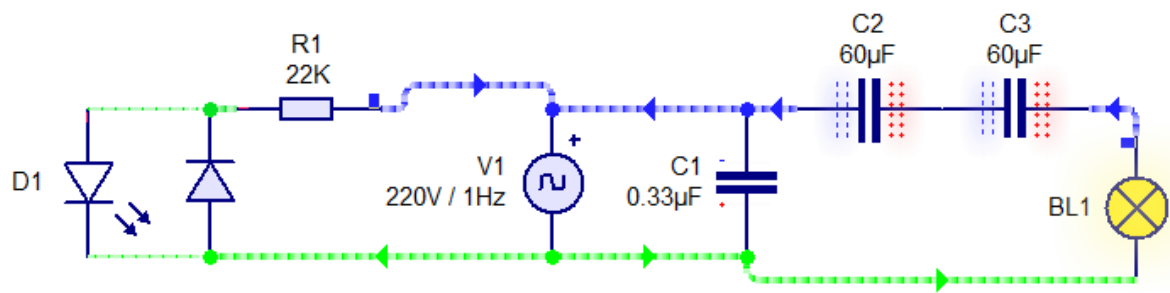 R1
22K
D1
V1
220V / 1Hz
+
C1
0.33µF
C2
60µF
C3
60µF
BL1